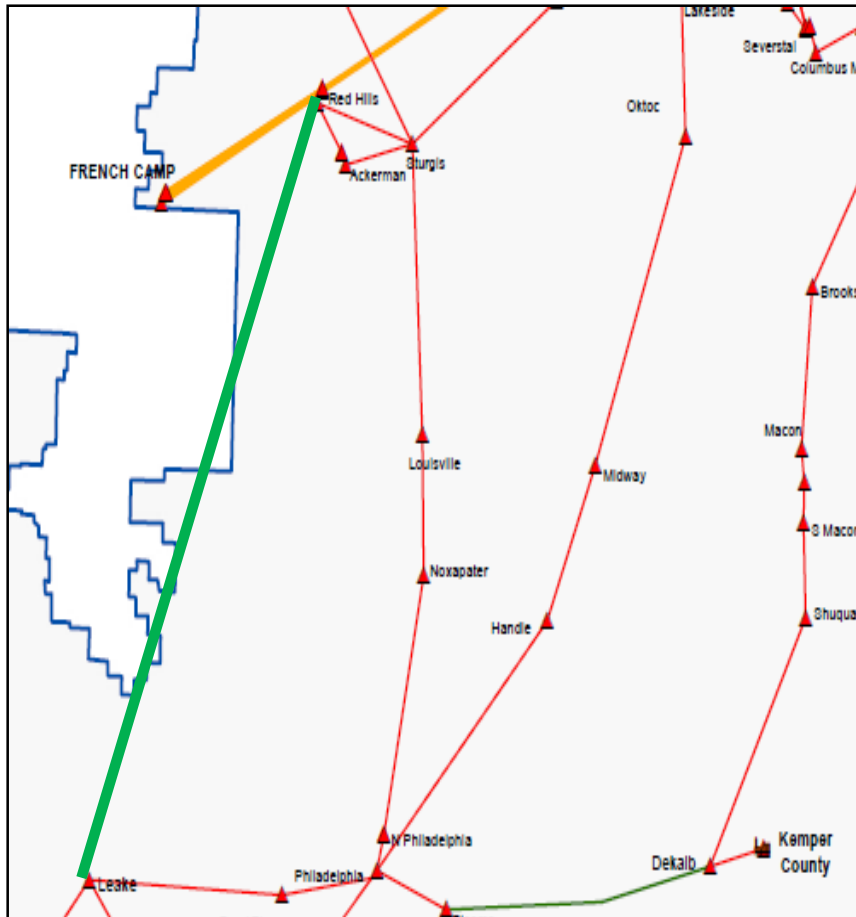 Lakeside
Severstal
Columbus M
Red Hills
Oktoc
FRENCH CAMP
Sturgis
Ackerman
Brooks
Macon
Louisville
Midway
S Macon
Noxapater
Shuqua
Handle
N Philadelphia
Kemper
County
Dekalb
Philadelphia
Leake